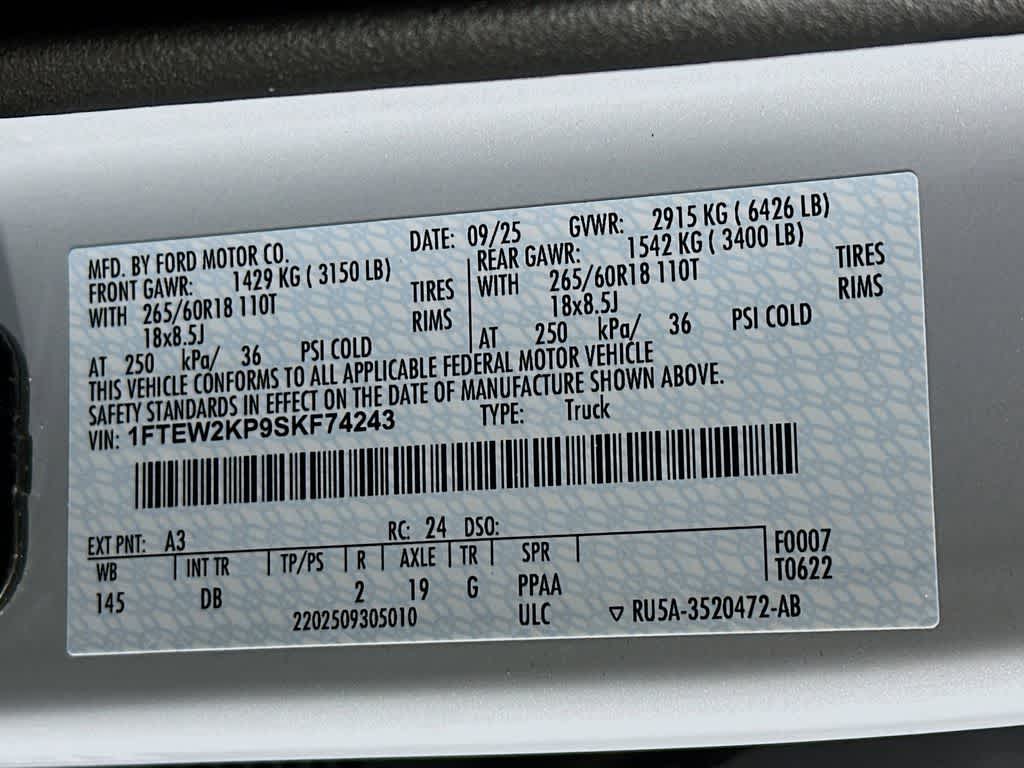 MFD. BY FORD MOTOR CO. DATE: 09/25 GVWR: 2915 KG ( 6426 LB)
FRONT GAWR: 1429 KG ( 3150 LB) REAR GAWR: 1542 KG ( 3400 LB)
WITH 265/60R18 110T TIRES WITH 265/60R18 110T TIRES
18x8.5J RIMS 18x8.5J RIMS
AT 250 kPa/ 36 PSI COLD AT 250 kPa/ 36 PSI COLD
THIS VEHICLE CONFORMS TO ALL APPLICABLE FEDERAL MOTOR VEHICLE
SAFETY STANDARDS IN EFFECT ON THE DATE OF MANUFACTURE SHOWN ABOVE.
VIN: 1FTEW2KP9SKF74243 TYPE: Truck
EXT PNT: A3 RC: 24 DSO:
WB INT TR TP/PS R AXLE TR SPR F0007
145 DB 2 19 G PPAA T0622
2202509305010 ULC ▽ RU5A-3520472-AB